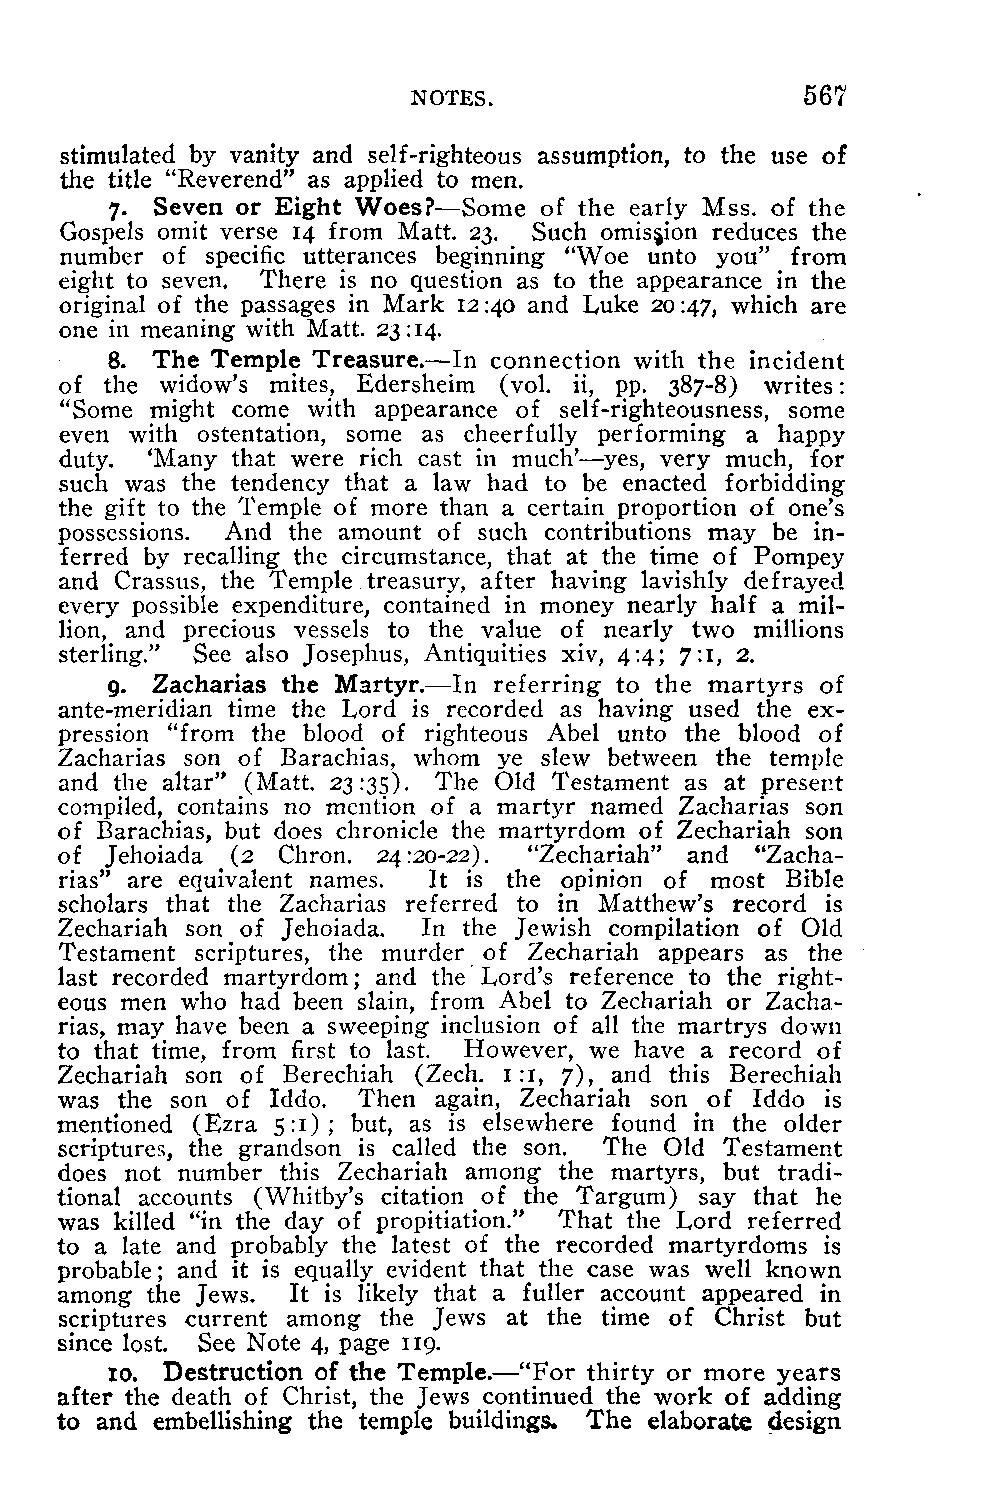 NOTES. 567
stimulated by vanity and self-righteous assumption, to the use of
the title “Reverend” as applied to men.
7. Seven or Eight Woes?—Some of the early Mss. of the
Gospels omit verse 14 from Matt. 23. Such omission reduces the
number of specific utterances beginning “Woe unto you” from
eight to seven. There is no question as to the appearance in the
original of the passages in Mark 12:40 and Luke 20:47, which are
one in meaning with Matt. 23:14.
8. The Temple Treasure.—In connection with the incident
of the widow’s mites, Edersheim (vol. ii, pp. 387-8) writes:
“Some might come with appearance of self-righteousness, some
even with ostentation, some as cheerfully performing a happy
duty. ‘Many that were rich cast in much’—yes, very much, for
such was the tendency that a law had to be enacted forbidding
the gift to the Temple of more than a certain proportion of one’s
possessions. And the amount of such contributions may be in-
ferred by recalling the circumstance, that at the time of Pompey
and Crassus, the Temple treasury, after having lavishly defrayed
every possible expenditure, contained in money nearly half a mil-
lion, and precious vessels to the value of nearly two millions
sterling.” See also Josephus, Antiquities xiv, 4:4; 7:1, 2.
9. Zacharias the Martyr.—In referring to the martyrs of
ante-meridian time the Lord is recorded as having used the ex-
pression “from the blood of righteous Abel unto the blood of
Zacharias son of Barachias, whom ye slew between the temple
and the altar” (Matt. 23:35). The Old Testament as at present
compiled, contains no mention of a martyr named Zacharias son
of Barachias, but does chronicle the martyrdom of Zechariah son
of Jehoiada (2 Chron. 24:20-22). “Zechariah” and “Zacha-
rias” are equivalent names. It is the opinion of most Bible
scholars that the Zacharias referred to in Matthew’s record is
Zechariah son of Jehoiada. In the Jewish compilation of Old
Testament scriptures, the murder of Zechariah appears as the
last recorded martyrdom; and the Lord’s reference to the right-
eous men who had been slain, from Abel to Zechariah or Zacha-
rias, may have been a sweeping inclusion of all the martrys down
to that time, from first to last. However, we have a record of
Zechariah son of Berechiah (Zech. 1:1, 7), and this Berechiah
was the son of Iddo. Then again, Zechariah son of Iddo is
mentioned (Ezra 5:1); but, as is elsewhere found in the older
scriptures, the grandson is called the son. The Old Testament
does not number this Zechariah among the martyrs, but tradi-
tional accounts (Whitby’s citation of the Targum) say that he
was killed “in the day of propitiation.” That the Lord referred
to a late and probably the latest of the recorded martyrdoms is
probable; and it is equally evident that the case was well known
among the Jews. It is likely that a fuller account appeared in
scriptures current among the Jews at the time of Christ but
since lost. See Note 4, page 119.
10. Destruction of the Temple.—“For thirty or more years
after the death of Christ, the Jews continued the work of adding
to and embellishing the temple buildings. The elaborate design